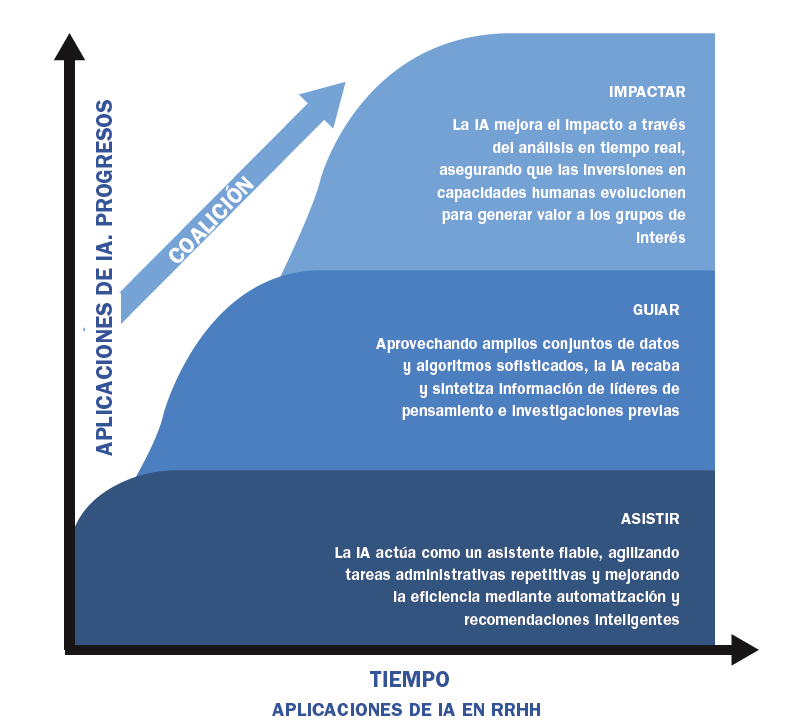 APLICACIONES DE IA. PROGRESOS
COALICIÓN
IMPACTAR
La IA mejora el impacto a través
del análisis en tiempo real,
asegurando que las inversiones en
capacidades humanas evolucionen
para generar valor a los grupos de
interés
GUIAR
Aprovechando amplios conjuntos de datos
y algoritmos sofisticados, la IA recaba
y sintetiza información de líderes de
pensamiento e investigaciones previas
ASISTIR
La IA actúa como un asistente fiable, agilizando
tareas administrativas repetitivas y mejorando
la eficiencia mediante automatización y
recomendaciones inteligentes
TIEMPO
APLICACIONES DE IA EN RRHH